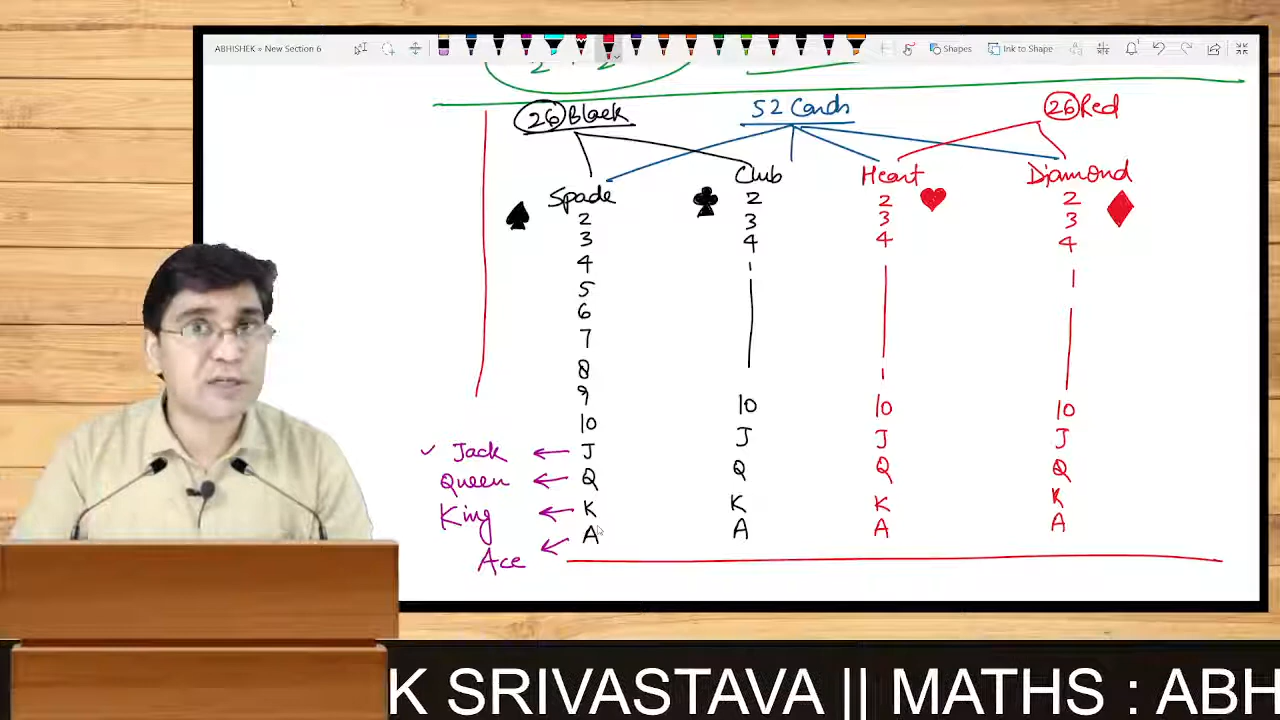 ABHISHEK « New Section 6
Shapes
Ink to Shape
2 2
26 Black
52 Cards
26 Red
Spade
Club
Heart
Diamond
2 2 2 2
3 3 3 3
4 4 4 4
5
6
7
8
9
10 10 10 10
Jack ← J J J J
Queen ← Q Q Q Q
King ← K K K K
Ace ← A A A A
K SRIVASTAVA || MATHS : ABH